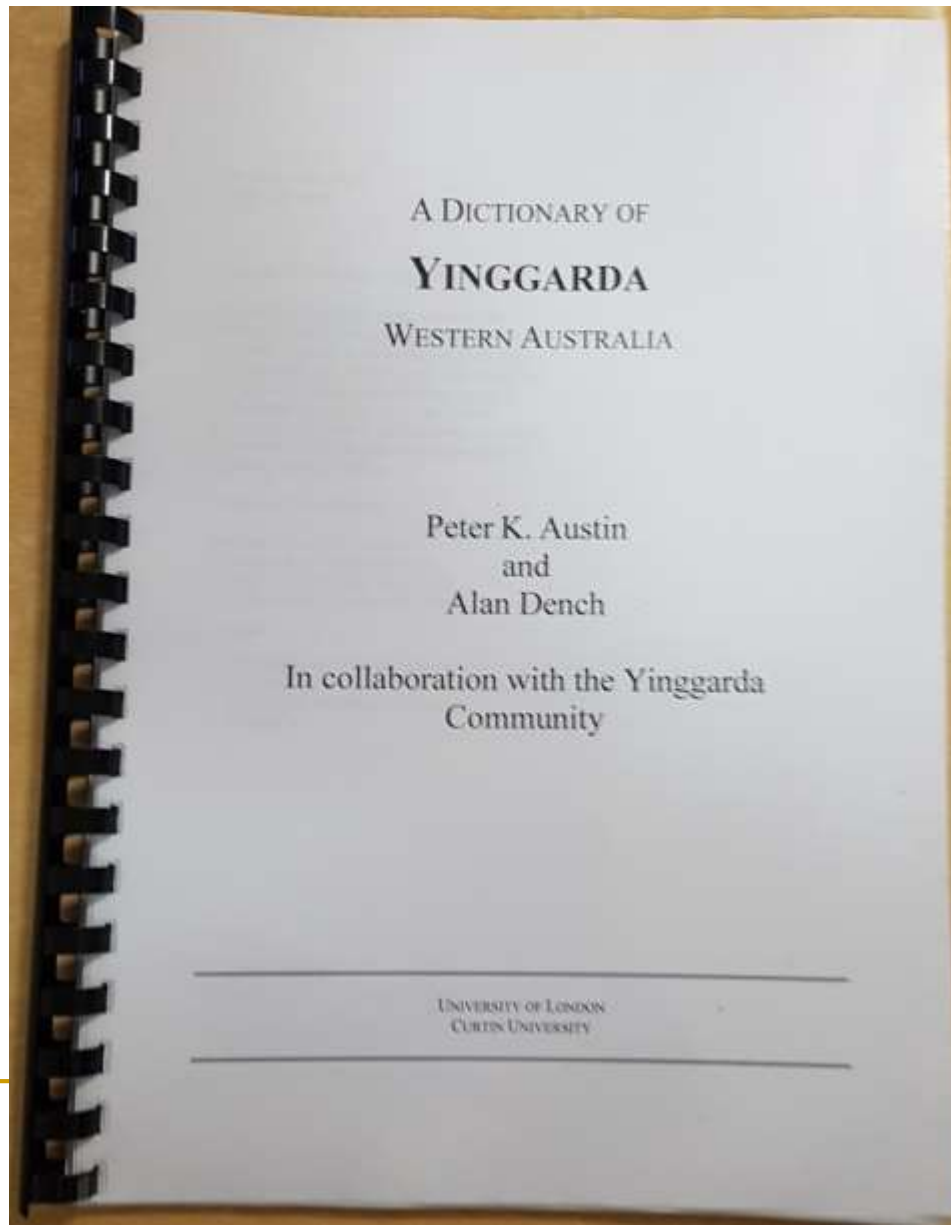 A DICTIONARY OF
YINGGARDA
WESTERN AUSTRALIA
Peter K. Austin
and
Alan Dench
In collaboration with the Yinggarda
Community
UNIVERSITY OF LONDON
CURTIN UNIVERSITY